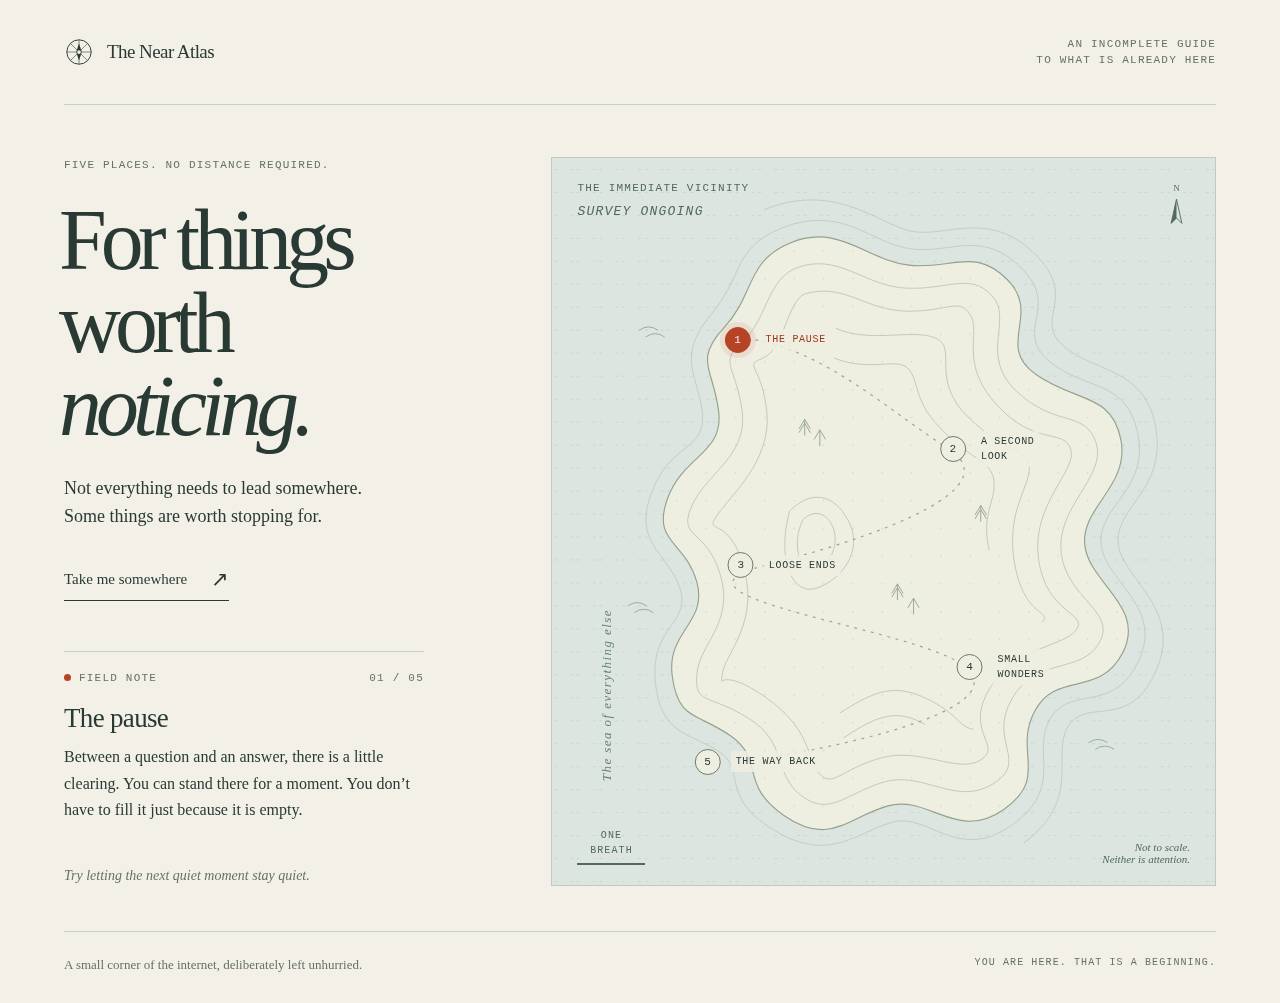 The Near Atlas
AN INCOMPLETE GUIDE
TO WHAT IS ALREADY HERE
FIVE PLACES. NO DISTANCE REQUIRED.
For things
worth
noticing.
Not everything needs to lead somewhere.
Some things are worth stopping for.
Take me somewhere ↗
FIELD NOTE
01 / 05
The pause
Between a question and an answer, there is a little
clearing. You can stand there for a moment. You don’t
have to fill it just because it is empty.
Try letting the next quiet moment stay quiet.
THE IMMEDIATE VICINITY
SURVEY ONGOING
N
1 THE PAUSE
2 A SECOND
LOOK
3 LOOSE ENDS
4 SMALL
WONDERS
5 THE WAY BACK
The sea of everything else
ONE
BREATH
Not to scale.
Neither is attention.
A small corner of the internet, deliberately left unhurried.
YOU ARE HERE. THAT IS A BEGINNING.